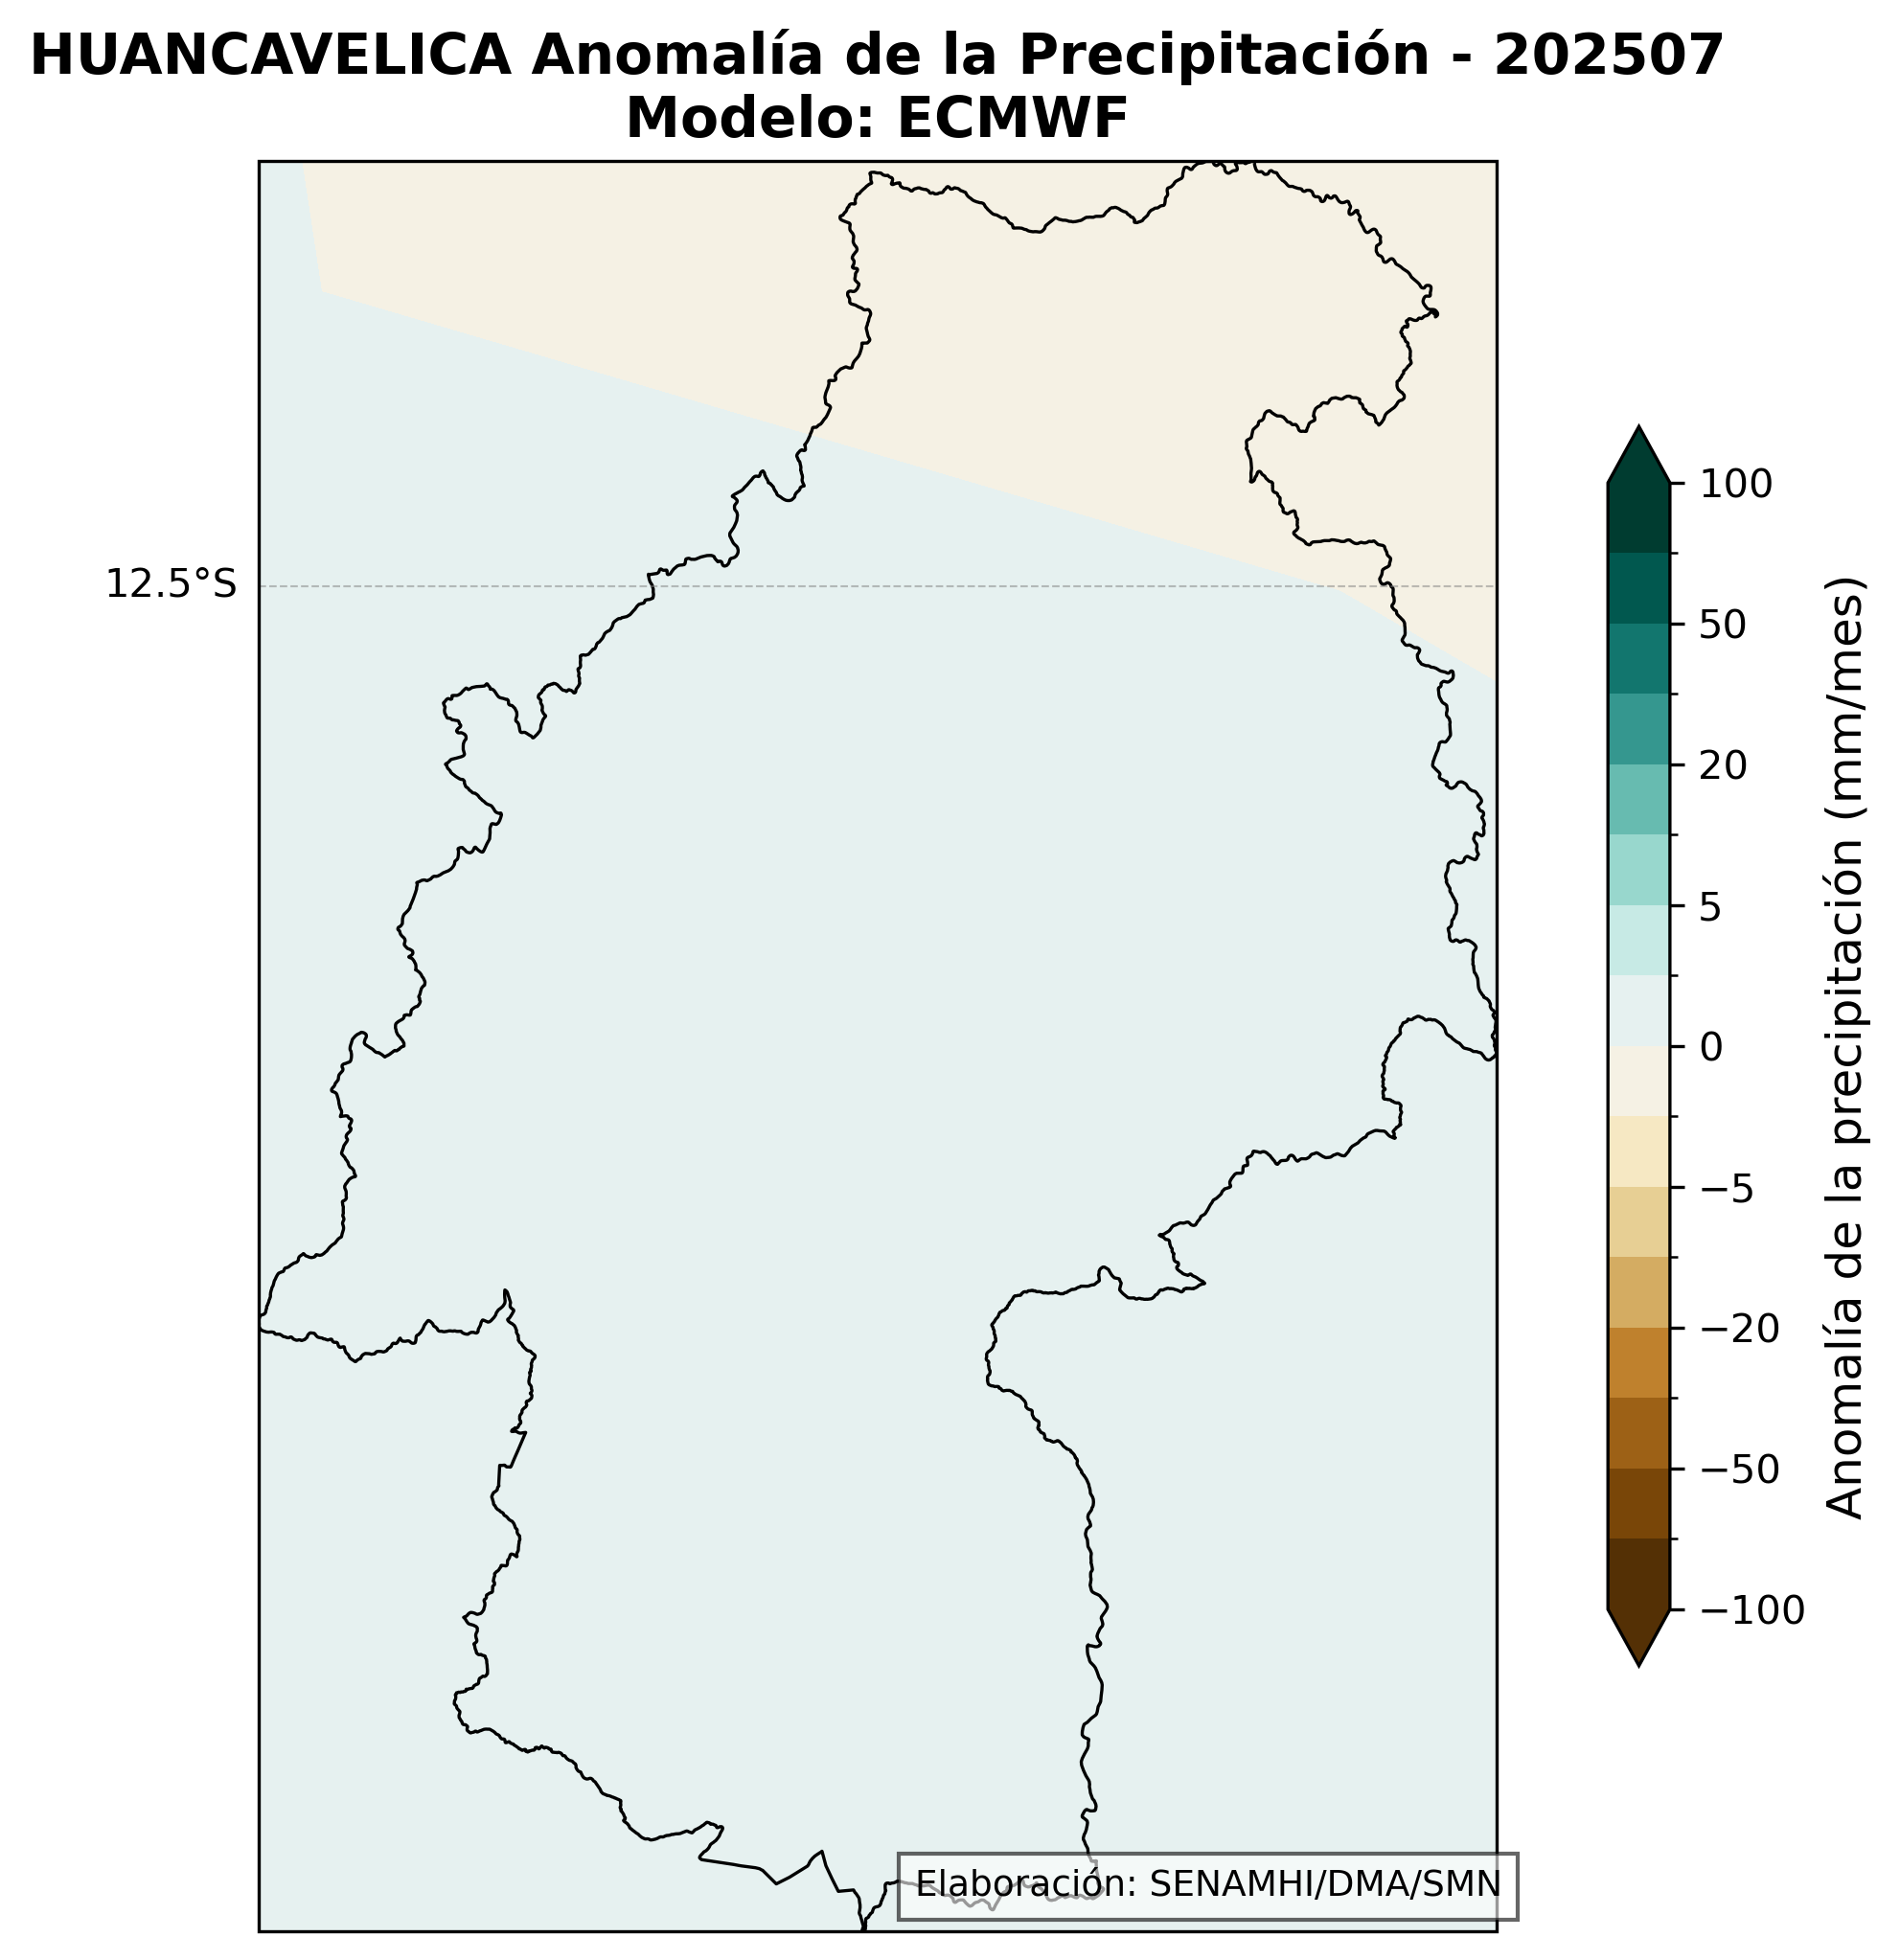 HUANCAVELICA Anomalía de la Precipitación - 202507
Modelo: ECMWF
12.5°S
100
50
20
5
0
−5
−20
−50
−100
Anomalía de la precipitación (mm/mes)
Elaboración: SENAMHI/DMA/SMN